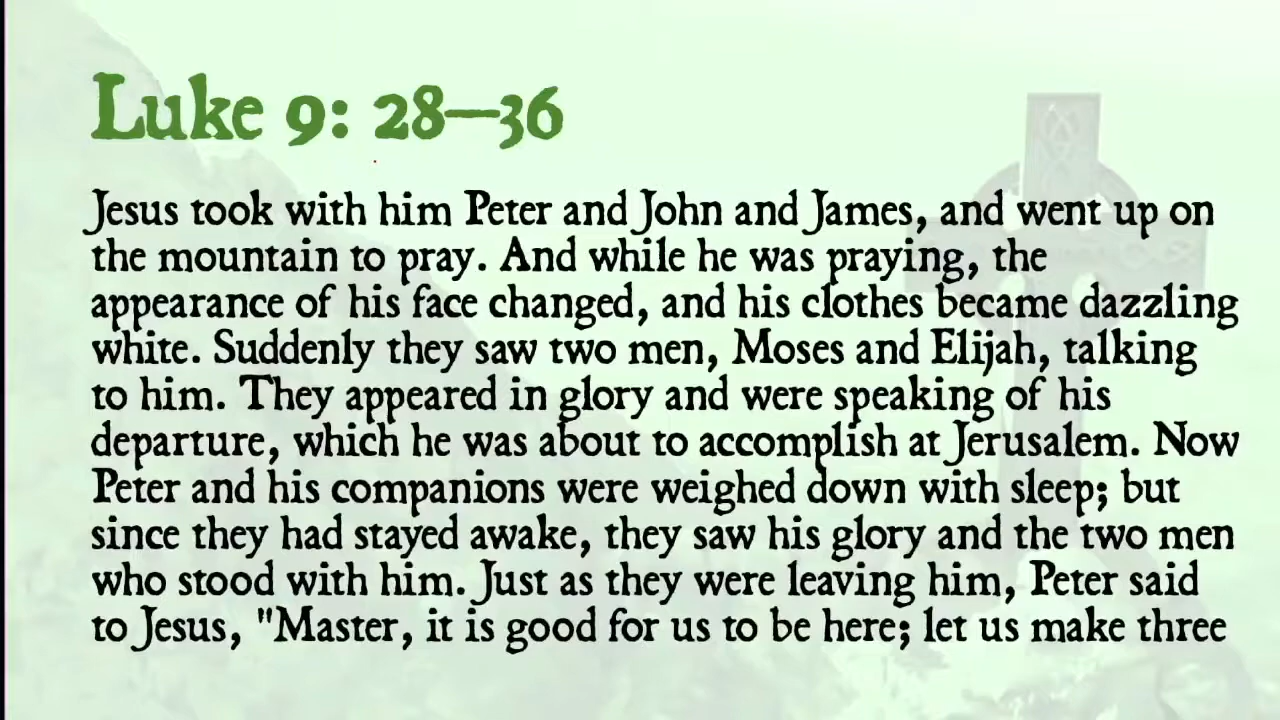 Luke 9: 28–36
Jesus took with him Peter and John and James, and went up on
the mountain to pray. And while he was praying, the
appearance of his face changed, and his clothes became dazzling
white. Suddenly they saw two men, Moses and Elijah, talking
to him. They appeared in glory and were speaking of his
departure, which he was about to accomplish at Jerusalem. Now
Peter and his companions were weighed down with sleep; but
since they had stayed awake, they saw his glory and the two men
who stood with him. Just as they were leaving him, Peter said
to Jesus, "Master, it is good for us to be here; let us make three